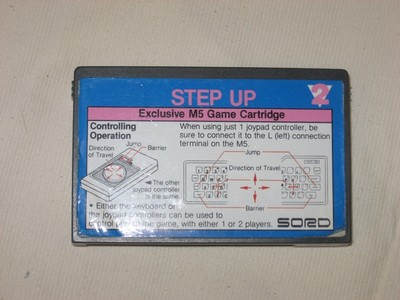 STEP UP
2
Exclusive M5 Game Cartridge
Controlling
Operation
When using just 1 joypad controller, be
sure to connect it to the L (left) connection
terminal on the M5.
Jump
Direction
of Travel
Barrier
The other
joypad controller
is the same.
Jump
Direction of Travel
Barrier
• Either the keyboard or
the joypad controllers can be used to
control play of the game, with either 1 or 2 players.
SORD